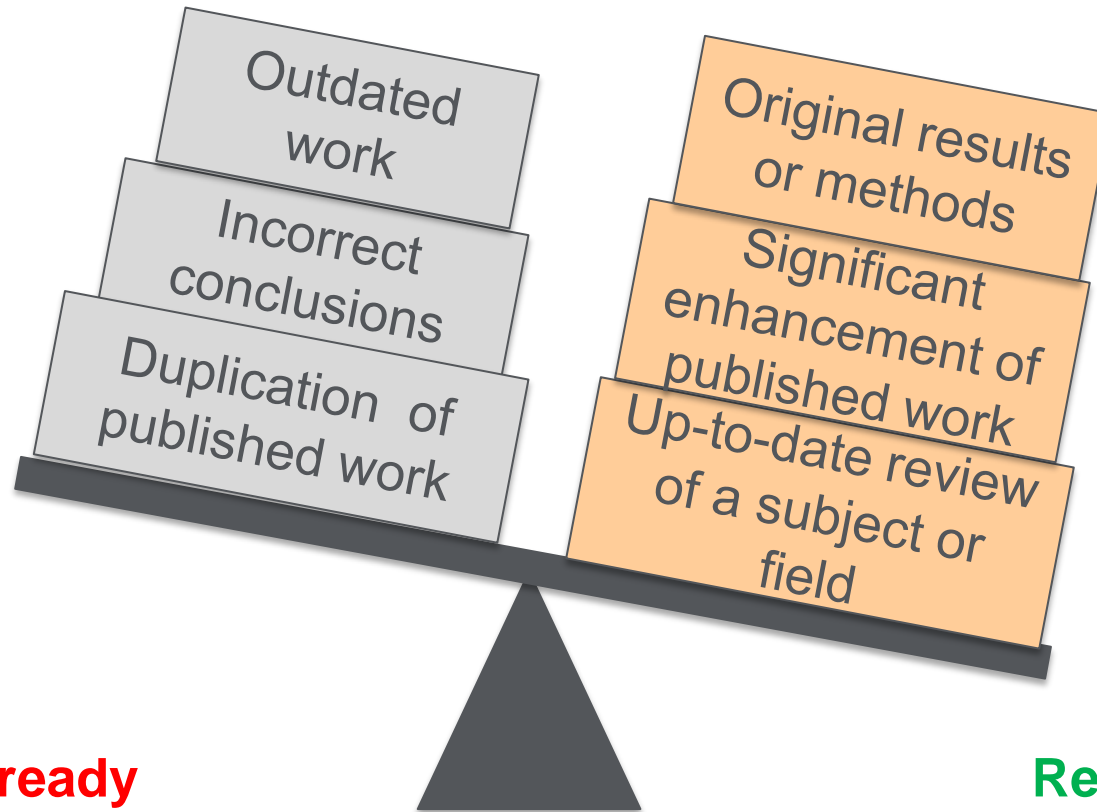 Outdated
work
Incorrect
conclusions
Duplication of
published work
Original results
or methods
Significant
enhancement of
published work
Up-to-date review
of a subject or
field
ready
Re